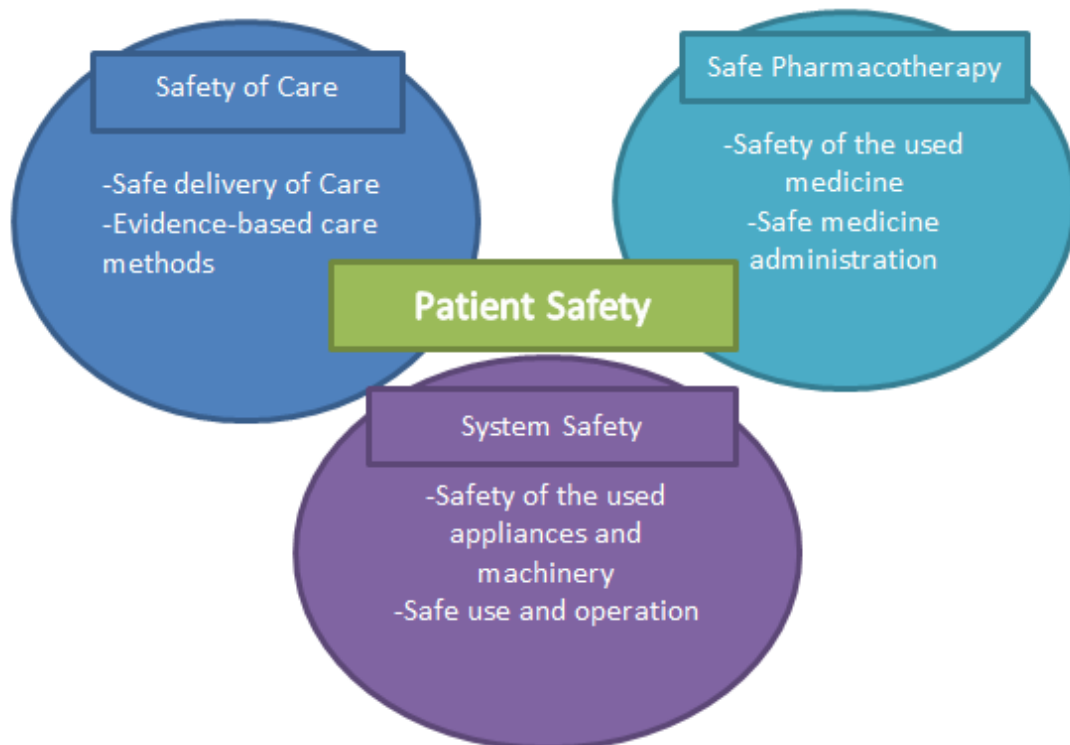 Safety of Care
-Safe delivery of Care
-Evidence-based care
methods
Safe Pharmacotherapy
-Safety of the used
medicine
-Safe medicine
administration
Patient Safety
System Safety
-Safety of the used
appliances and
machinery
-Safe use and operation